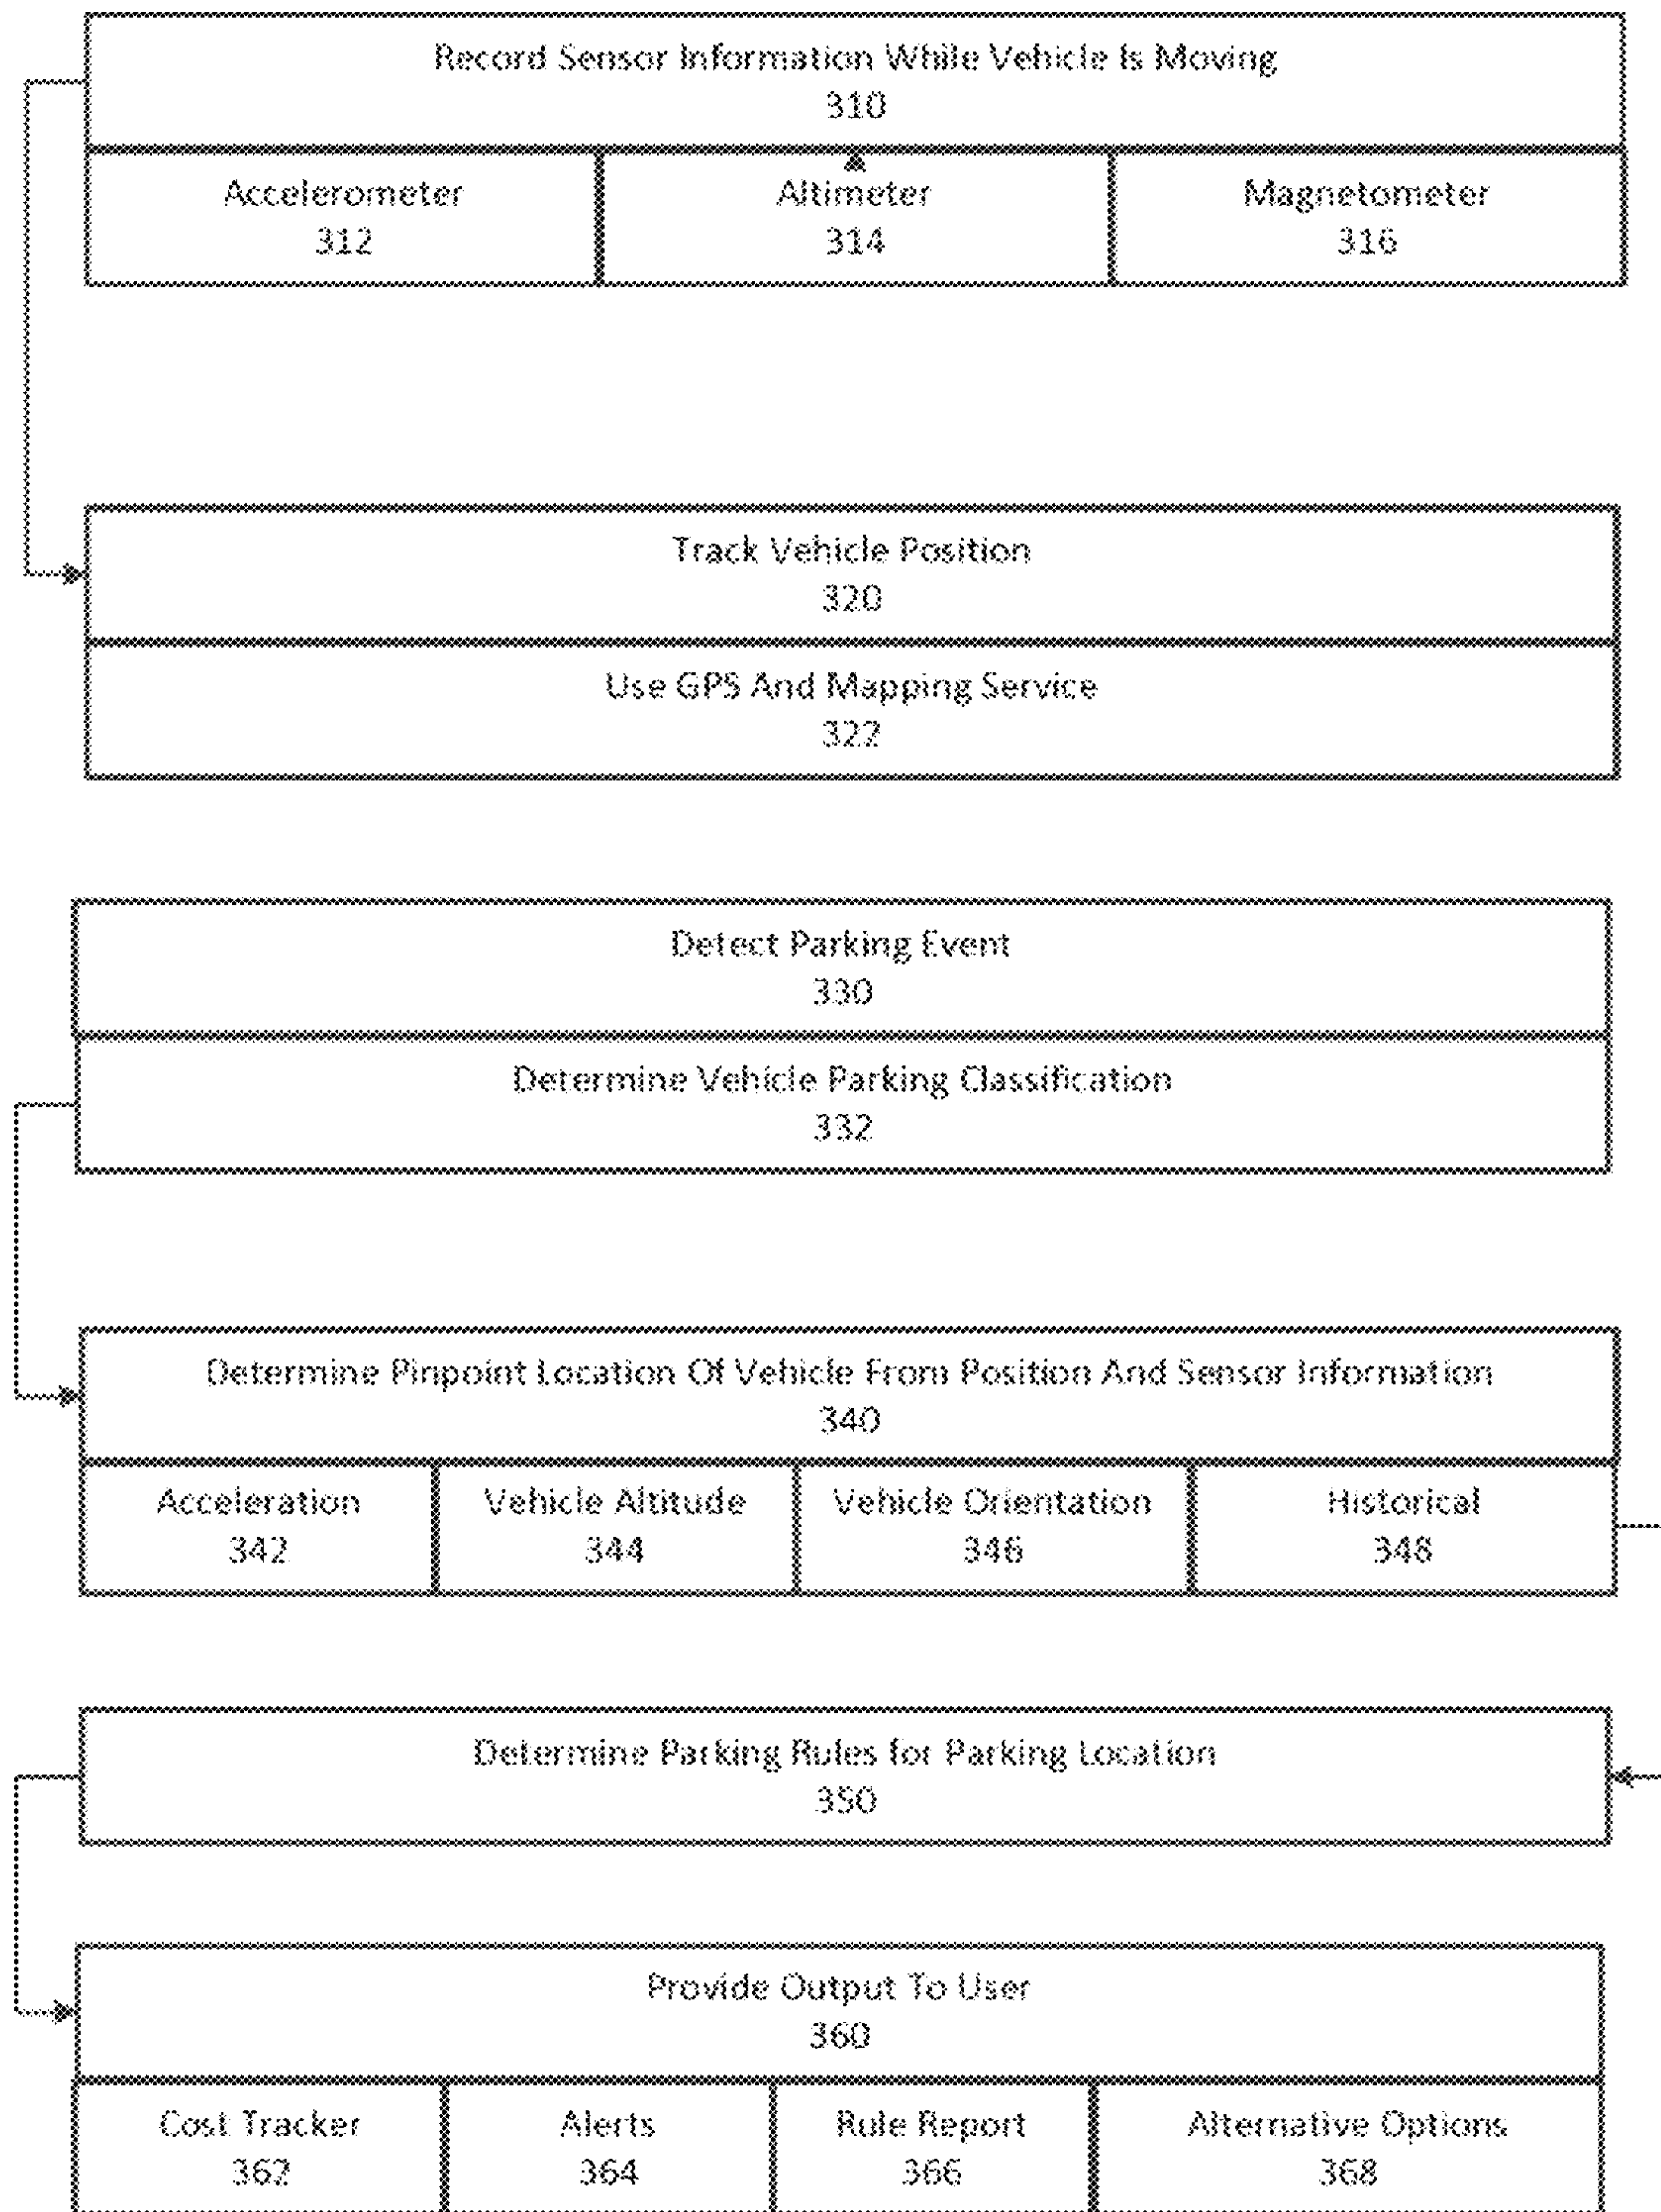 Record Sensor Information While Vehicle Is Moving
310
Accelerometer
312
Altimeter
314
Magnetometer
316
Track Vehicle Position
320
Use GPS And Mapping Service
322
Detect Parking Event
330
Determine Vehicle Parking Classification
332
Determine Pinpoint Location Of Vehicle From Position And Sensor Information
340
Acceleration
342
Vehicle Altitude
344
Vehicle Orientation
346
Historical
348
Determine Parking Rules for Parking Location
350
Provide Output To User
360
Cost Tracker
362
Alerts
364
Rule Report
366
Alternative Options
368